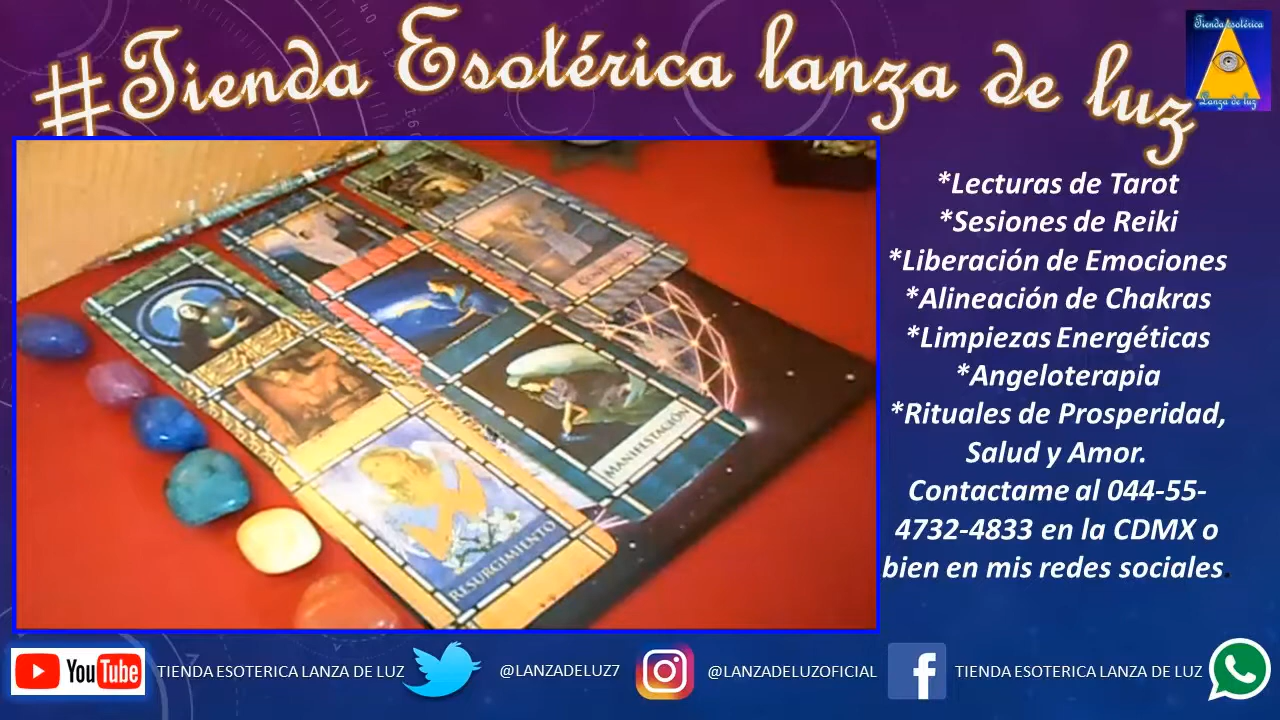 #Tienda Esotérica lanza de luz
Tienda esotérica
Lanza de luz
*Lecturas de Tarot
*Sesiones de Reiki
*Liberación de Emociones
*Alineación de Chakras
*Limpiezas Energéticas
*Angeloterapia
*Rituales de Prosperidad,
Salud y Amor.
Contactame al 044-55-
4732-4833 en la CDMX o
bien en mis redes sociales.
MANIFESTACIÓN
RESURGIMIENTO
YouTube
TIENDA ESOTERICA LANZA DE LUZ
@LANZADELUZ7
@LANZADELUZOFICIAL
TIENDA ESOTERICA LANZA DE LUZ